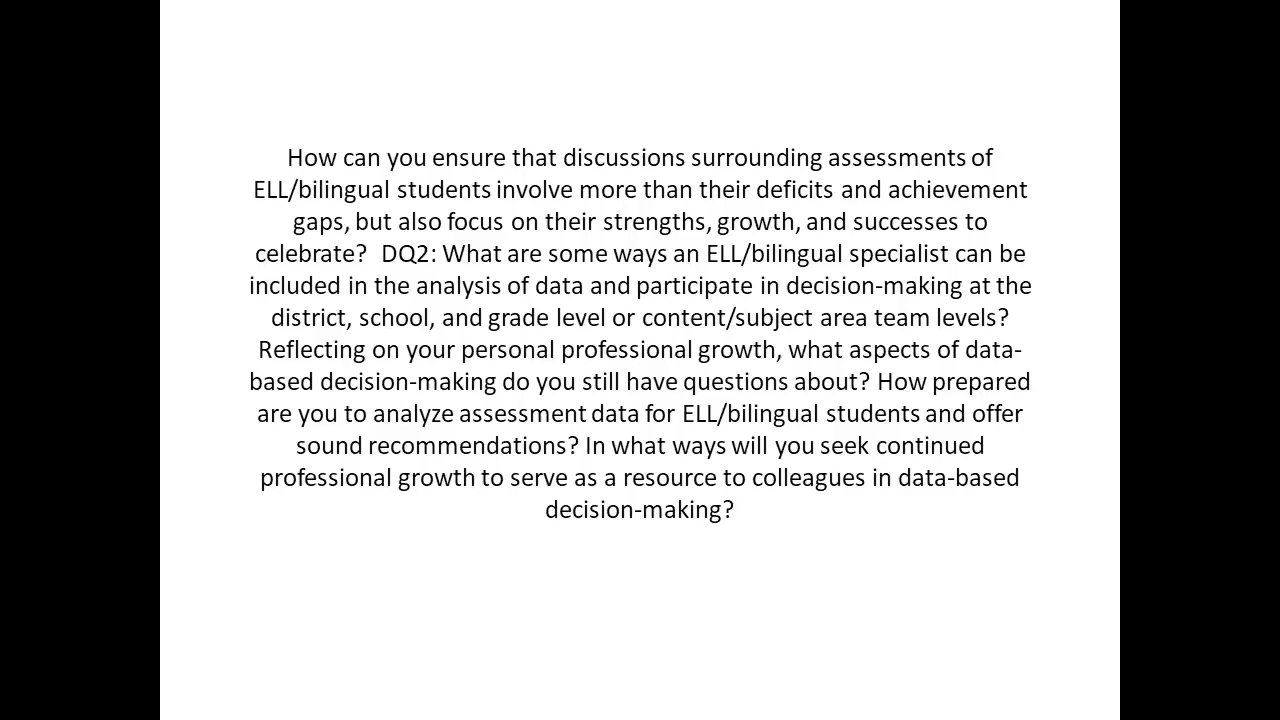 How can you ensure that discussions surrounding assessments of
ELL/bilingual students involve more than their deficits and achievement
gaps, but also focus on their strengths, growth, and successes to
celebrate?  DQ2: What are some ways an ELL/bilingual specialist can be
included in the analysis of data and participate in decision-making at the
district, school, and grade level or content/subject area team levels?
Reflecting on your personal professional growth, what aspects of data-
based decision-making do you still have questions about? How prepared
are you to analyze assessment data for ELL/bilingual students and offer
sound recommendations? In what ways will you seek continued
professional growth to serve as a resource to colleagues in data-based
decision-making?